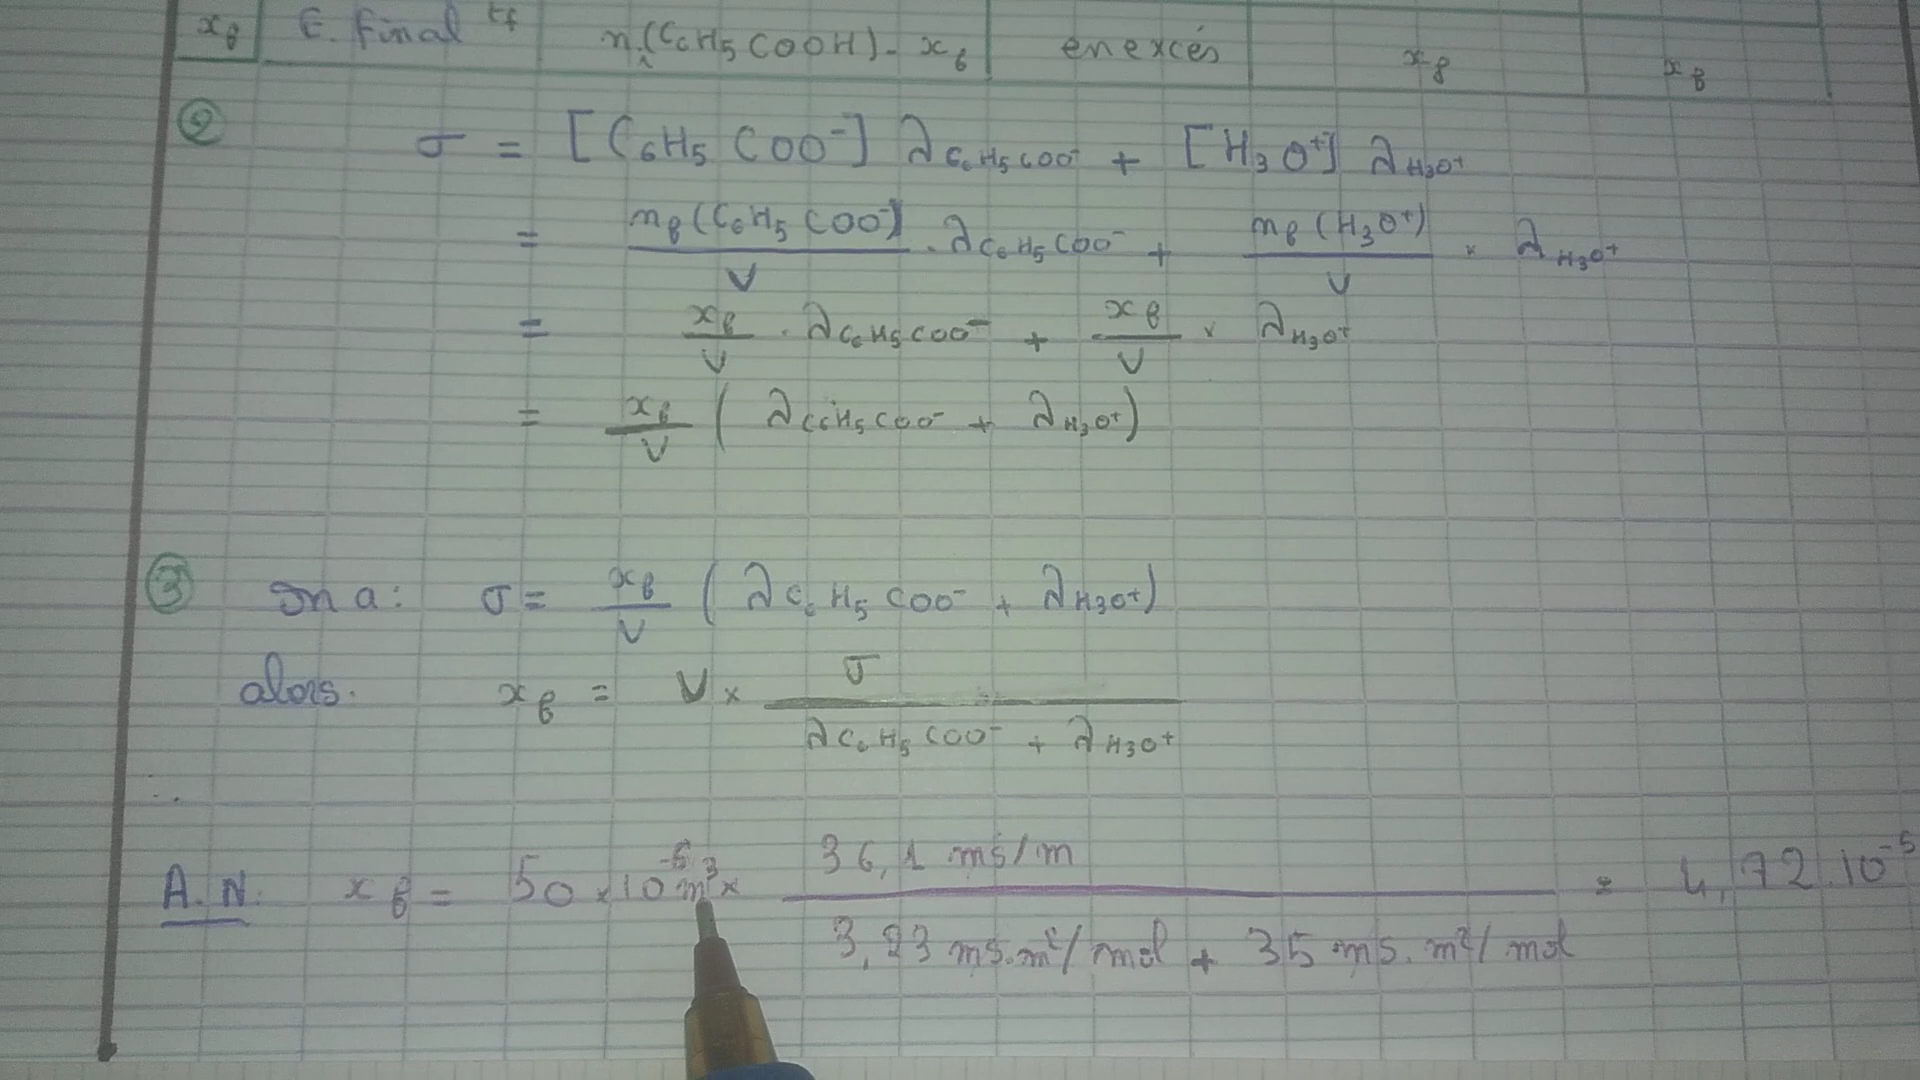 xf E. final tf ni(C6H5COOH) - xf en excés xf xf
② σ = [C6H5COO⁻] λC6H5COO⁻ + [H3O⁺] λH3O⁺
= nf(C6H5COO⁻)/V . λC6H5COO⁻ + nf(H3O⁺)/V × λH3O⁺
= xf/V . λC6H5COO⁻ + xf/V × λH3O⁺
= xf/V ( λC6H5COO⁻ + λH3O⁺)
③ On a: σ = xf/V ( λC6H5COO⁻ + λH3O⁺)
alors. xf = V × σ/(λC6H5COO⁻ + λH3O⁺)
A.N: xf = 50 × 10⁻⁶ m³ × 36,1 ms/m / (3,23 ms.m²/mol + 35 ms.m²/mol) = 4,72.10⁻⁵